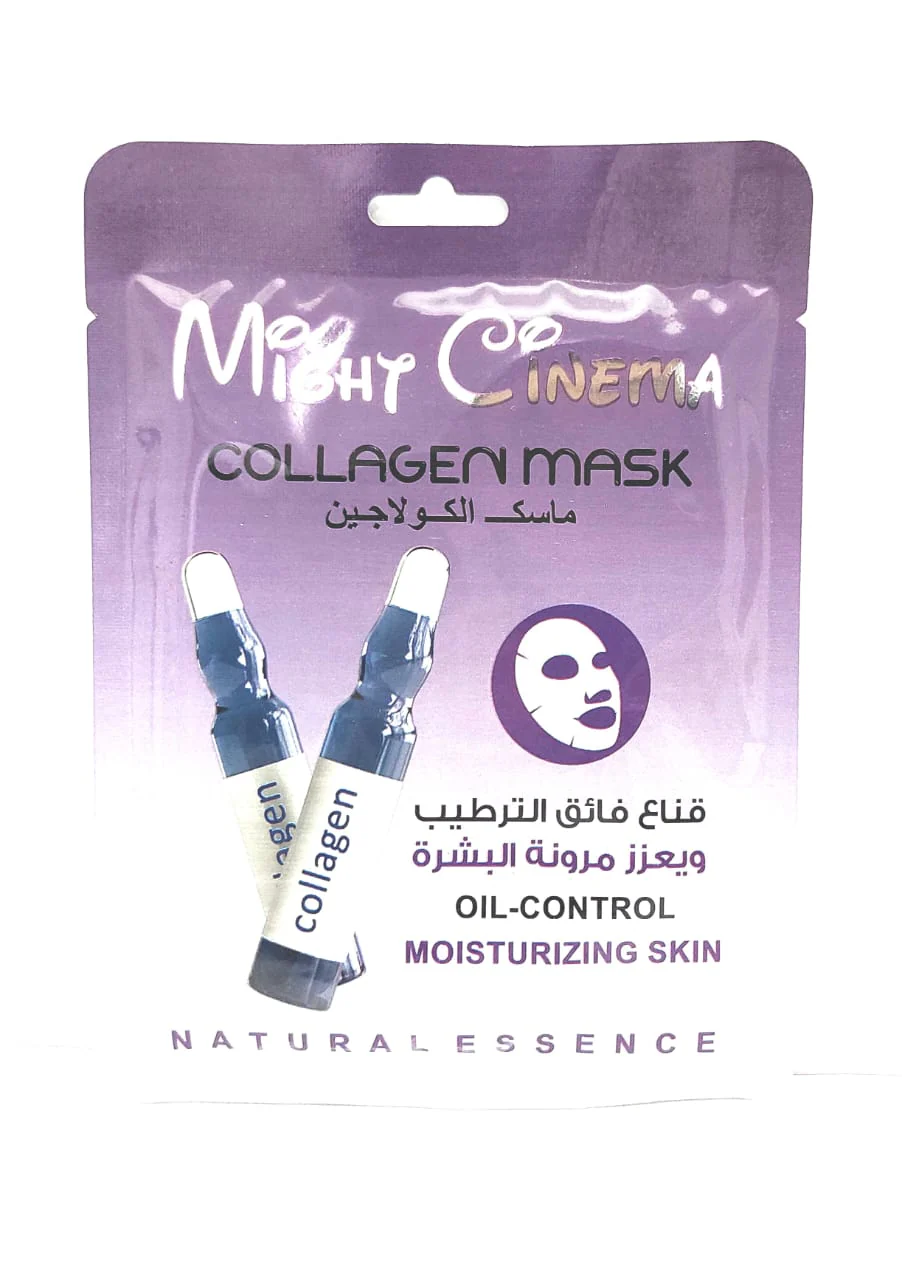 Might Cinema
COLLAGEN MASK
ماسك الكولاجين
collagen
collagen
قناع فائق الترطيب
ويعزز مرونة البشرة
OIL-CONTROL
MOISTURIZING SKIN
NATURAL ESSENCE